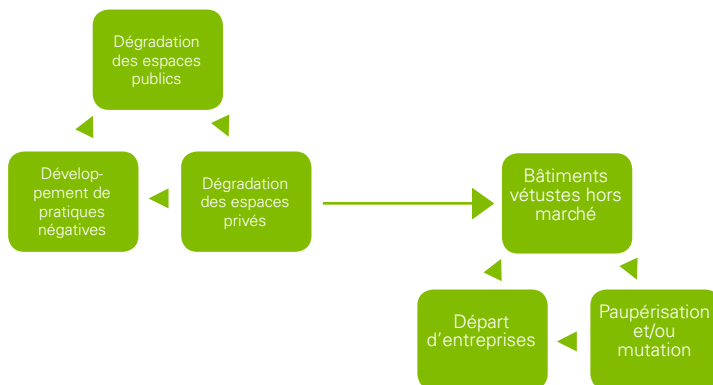 Dégradation
des espaces
publics
Dévelop-
pement de
pratiques
négatives
Dégradation
des espaces
privés
Bâtiments
vétustes hors
marché
Départ
d'entreprises
Paupérisation
et/ou
mutation